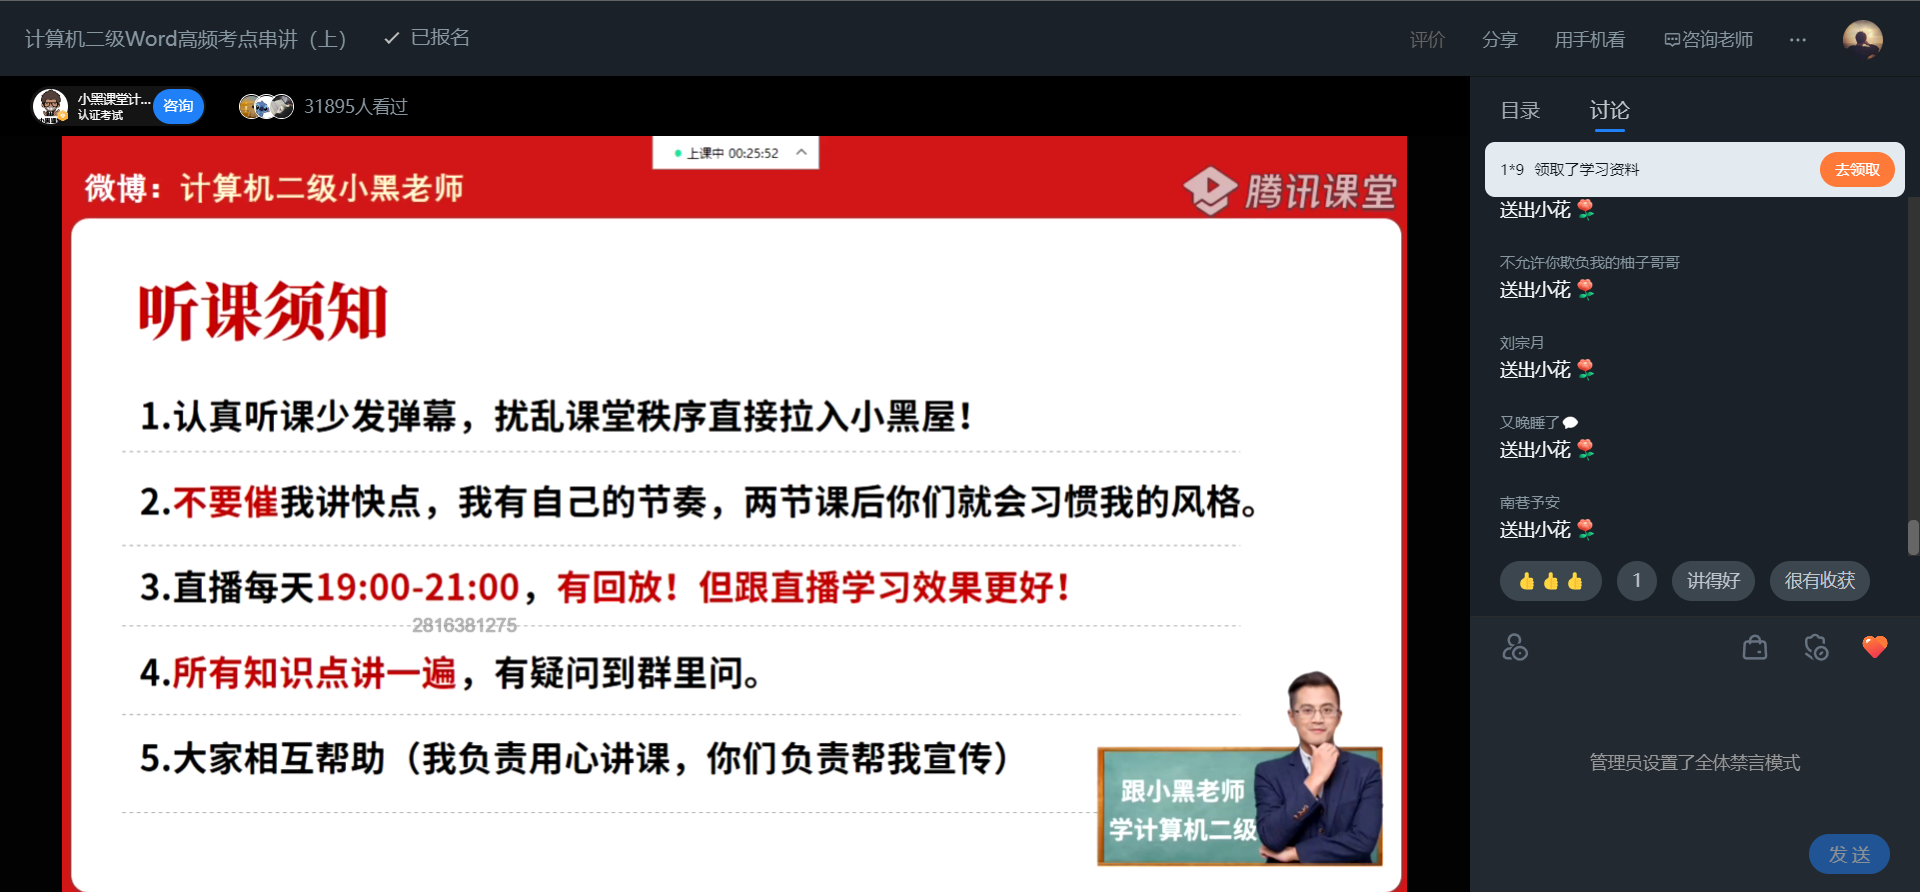 计算机二级Word高频考点串讲（上）
已报名
评价
分享
用手机看
咨询老师
小黑课堂计...
认证考试
咨询
31895人看过
目录
讨论
上课中 00:25:52
微博：计算机二级小黑老师
腾讯课堂
1*9 领取了学习资料
去领取
送出小花
不允许你欺负我的柚子哥哥
送出小花
刘宗月
送出小花
又晚睡了
送出小花
南巷予安
送出小花
听课须知
1.认真听课少发弹幕，扰乱课堂秩序直接拉入小黑屋！
2.不要催我讲快点，我有自己的节奏，两节课后你们就会习惯我的风格。
3.直播每天19:00-21:00，有回放！但跟直播学习效果更好！
2816381275
4.所有知识点讲一遍，有疑问到群里问。
5.大家相互帮助（我负责用心讲课，你们负责帮我宣传）
跟小黑老师
学计算机二级
1
讲得好
很有收获
管理员设置了全体禁言模式
发送